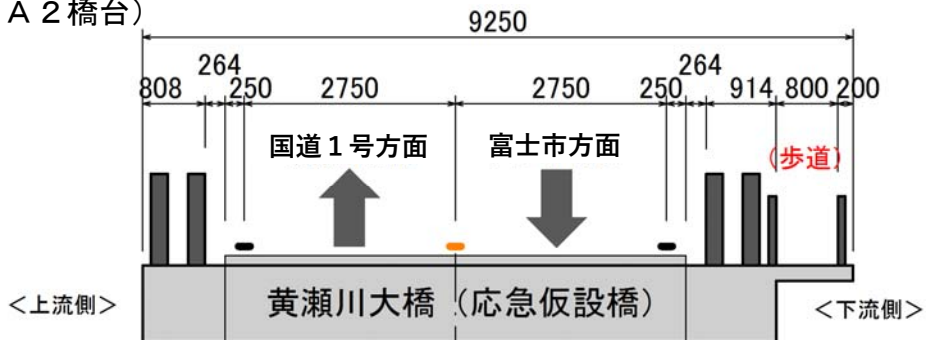 Ａ２橋台）
9250
264 264
808 250 2750 2750 250 914 800 200
国道１号方面 富士市方面 (歩道)
＜上流側＞ 黄瀬川大橋（応急仮設橋） ＜下流側＞